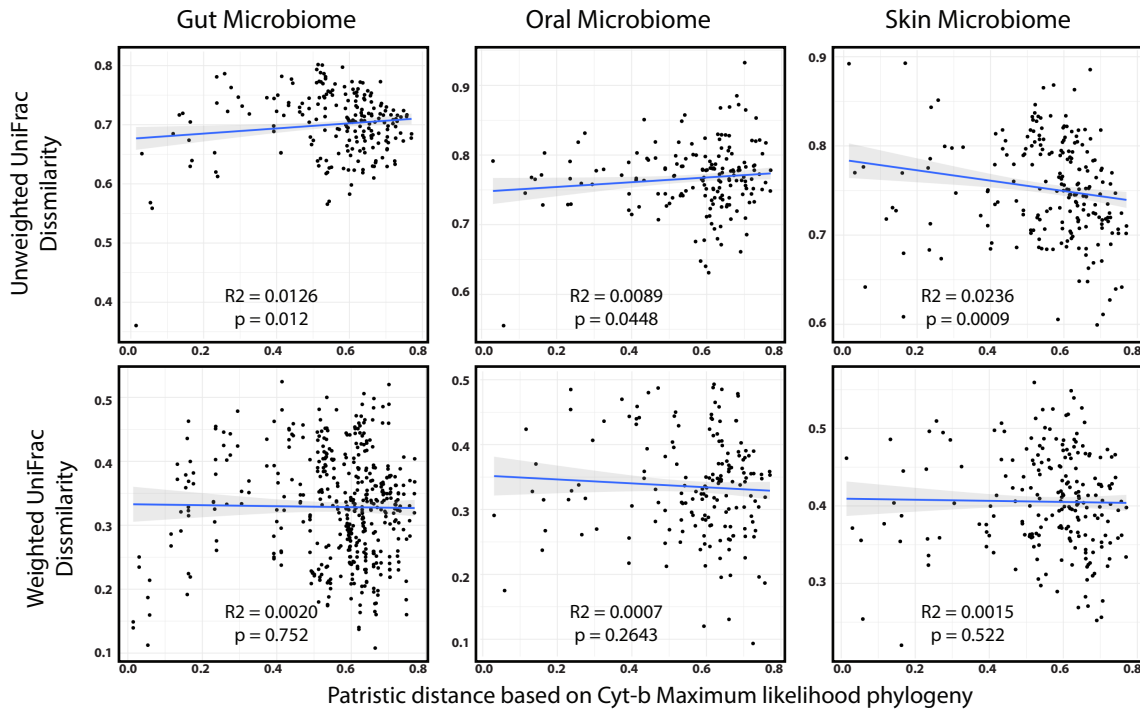 Gut Microbiome
Oral Microbiome
Skin Microbiome
Unweighted UniFrac
Dissmilarity
0.8
0.7
0.6
0.5
0.4
R2 = 0.0126
p = 0.012
0.0 0.2 0.4 0.6 0.8
0.9
0.8
0.7
0.6
R2 = 0.0089
p = 0.0448
0.0 0.2 0.4 0.6 0.8
0.9
0.8
0.7
0.6
R2 = 0.0236
p = 0.0009
0.0 0.2 0.4 0.6 0.8
Weighted UniFrac
Dissmilarity
0.5
0.4
0.3
0.2
0.1
R2 = 0.0020
p = 0.752
0.0 0.2 0.4 0.6 0.8
0.5
0.4
0.3
0.2
0.1
R2 = 0.0007
p = 0.2643
0.0 0.2 0.4 0.6 0.8
0.5
0.4
0.3
R2 = 0.0015
p = 0.522
0.0 0.2 0.4 0.6 0.8
Patristic distance based on Cyt-b Maximum likelihood phylogeny